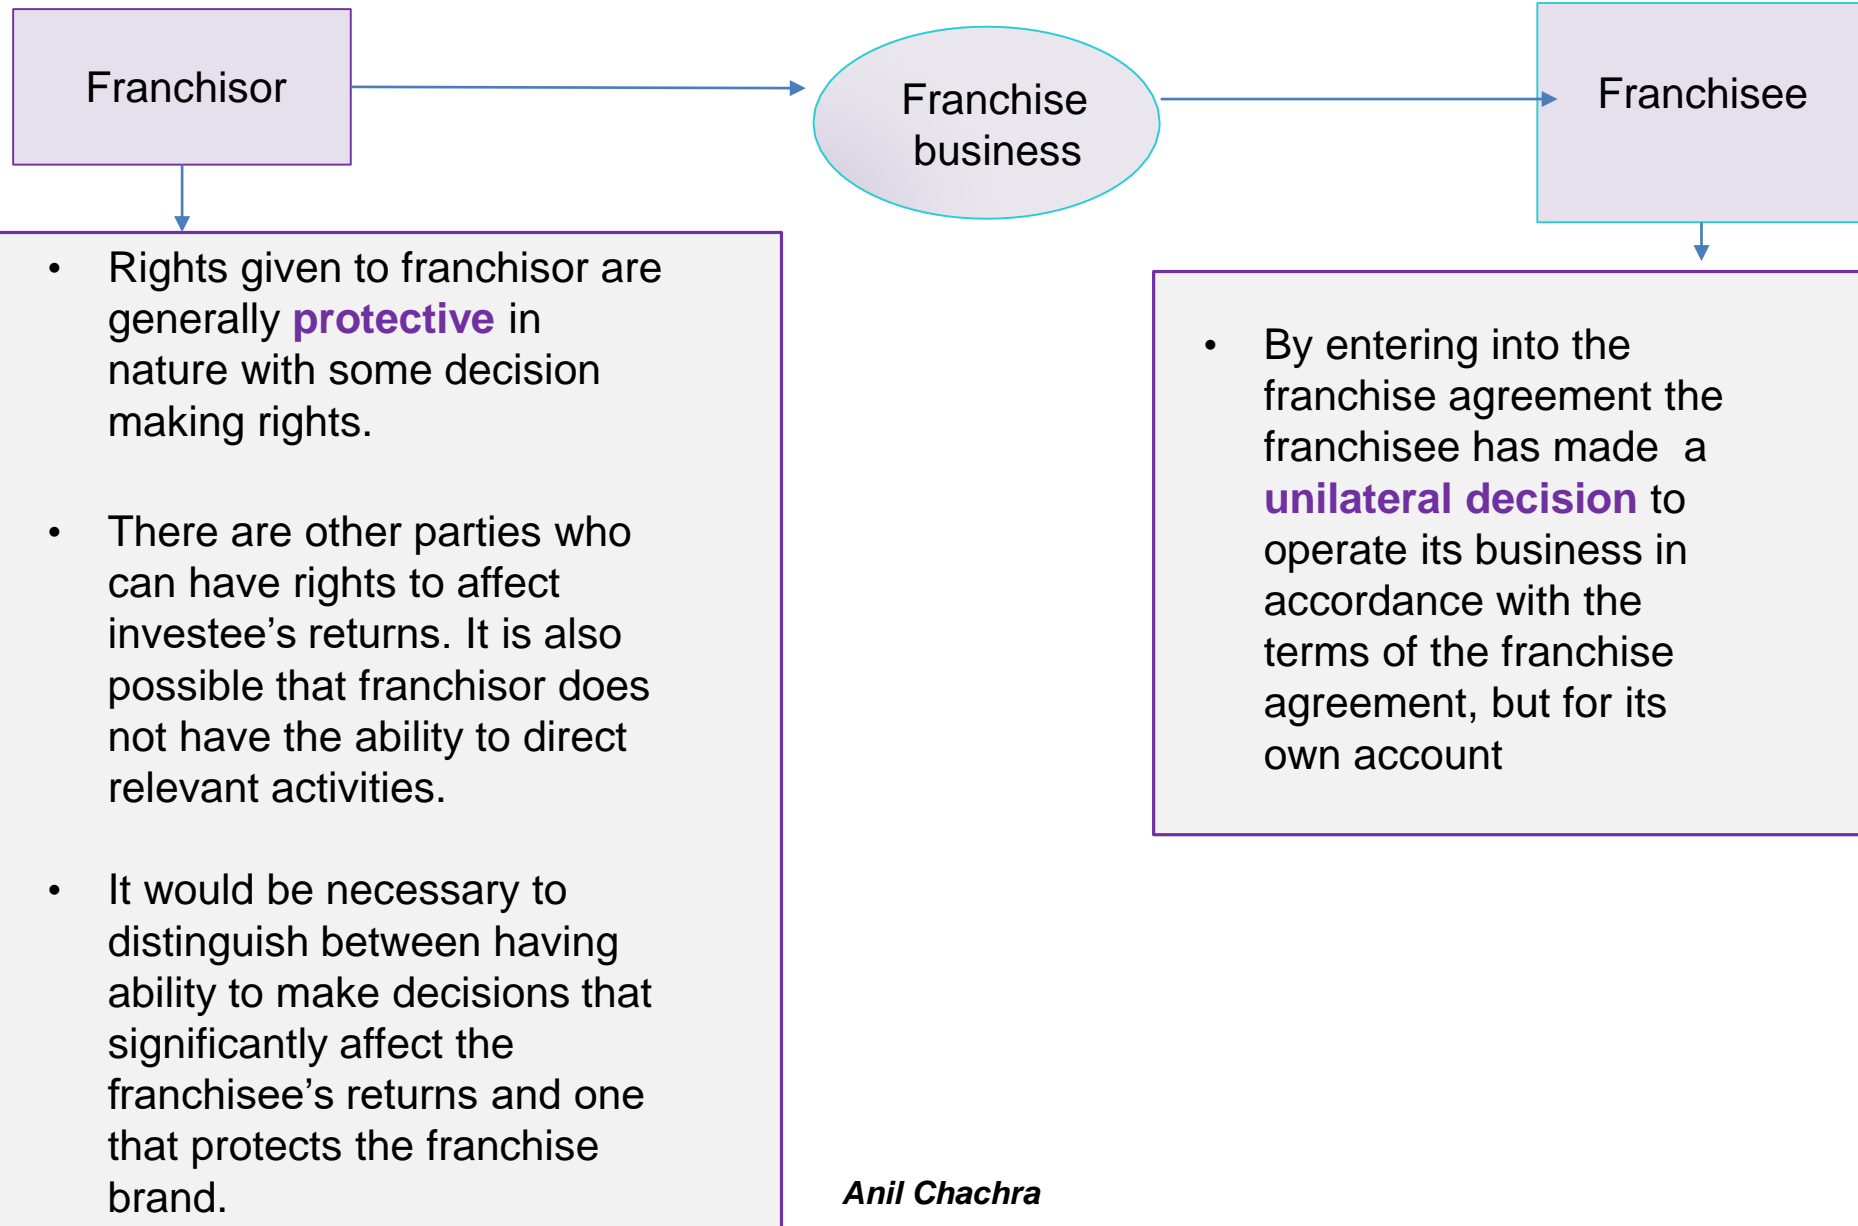 Franchisor
Franchise
business
Franchisee
• Rights given to franchisor are
generally protective in
nature with some decision
making rights.
• There are other parties who
can have rights to affect
investee’s returns. It is also
possible that franchisor does
not have the ability to direct
relevant activities.
• It would be necessary to
distinguish between having
ability to make decisions that
significantly affect the
franchisee’s returns and one
that protects the franchise
brand.
• By entering into the
franchise agreement the
franchisee has made  a
unilateral decision to
operate its business in
accordance with the
terms of the franchise
agreement, but for its
own account
Anil Chachra